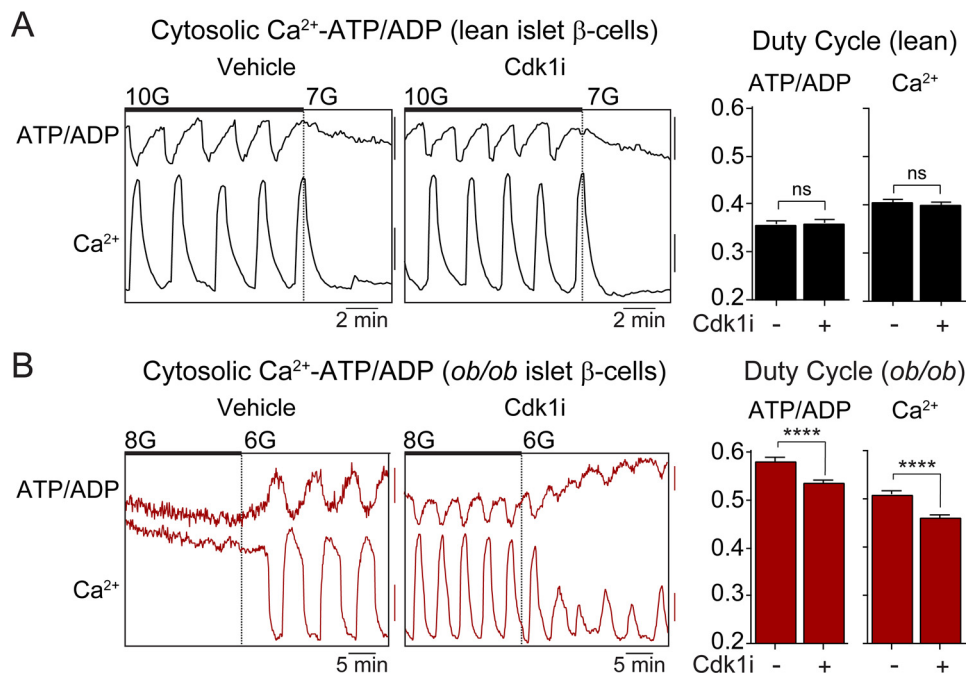 A
Cytosolic Ca²⁺-ATP/ADP (lean islet β-cells)
Vehicle
Cdk1i
10G
7G
10G
7G
ATP/ADP
Ca²⁺
2 min
2 min
Duty Cycle (lean)
ATP/ADP
Ca²⁺
0.6
0.5
0.4
0.3
0.2
ns
ns
Cdk1i - + - +
B
Cytosolic Ca²⁺-ATP/ADP (ob/ob islet β-cells)
Vehicle
Cdk1i
8G
6G
8G
6G
ATP/ADP
Ca²⁺
5 min
5 min
Duty Cycle (ob/ob)
ATP/ADP
Ca²⁺
0.6
0.5
0.4
0.3
0.2
****
****
Cdk1i - + - +